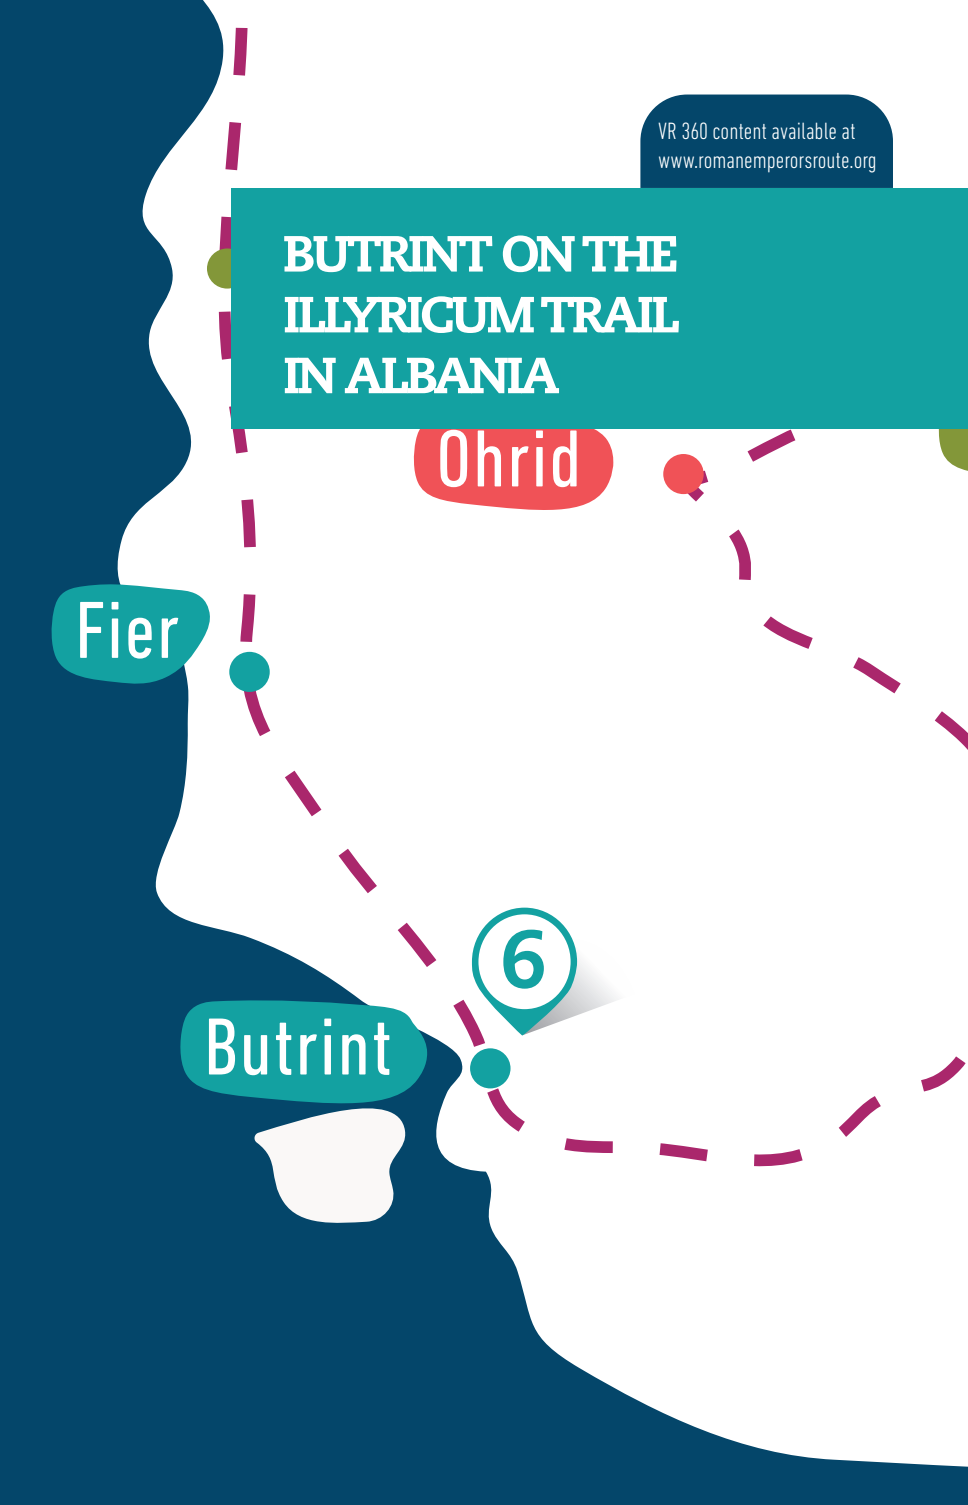 VR 360 content available at
www.romanemperorsroute.org
BUTRINT ON THE
ILLYRICUM TRAIL
IN ALBANIA
Ohrid
Fier
6
Butrint